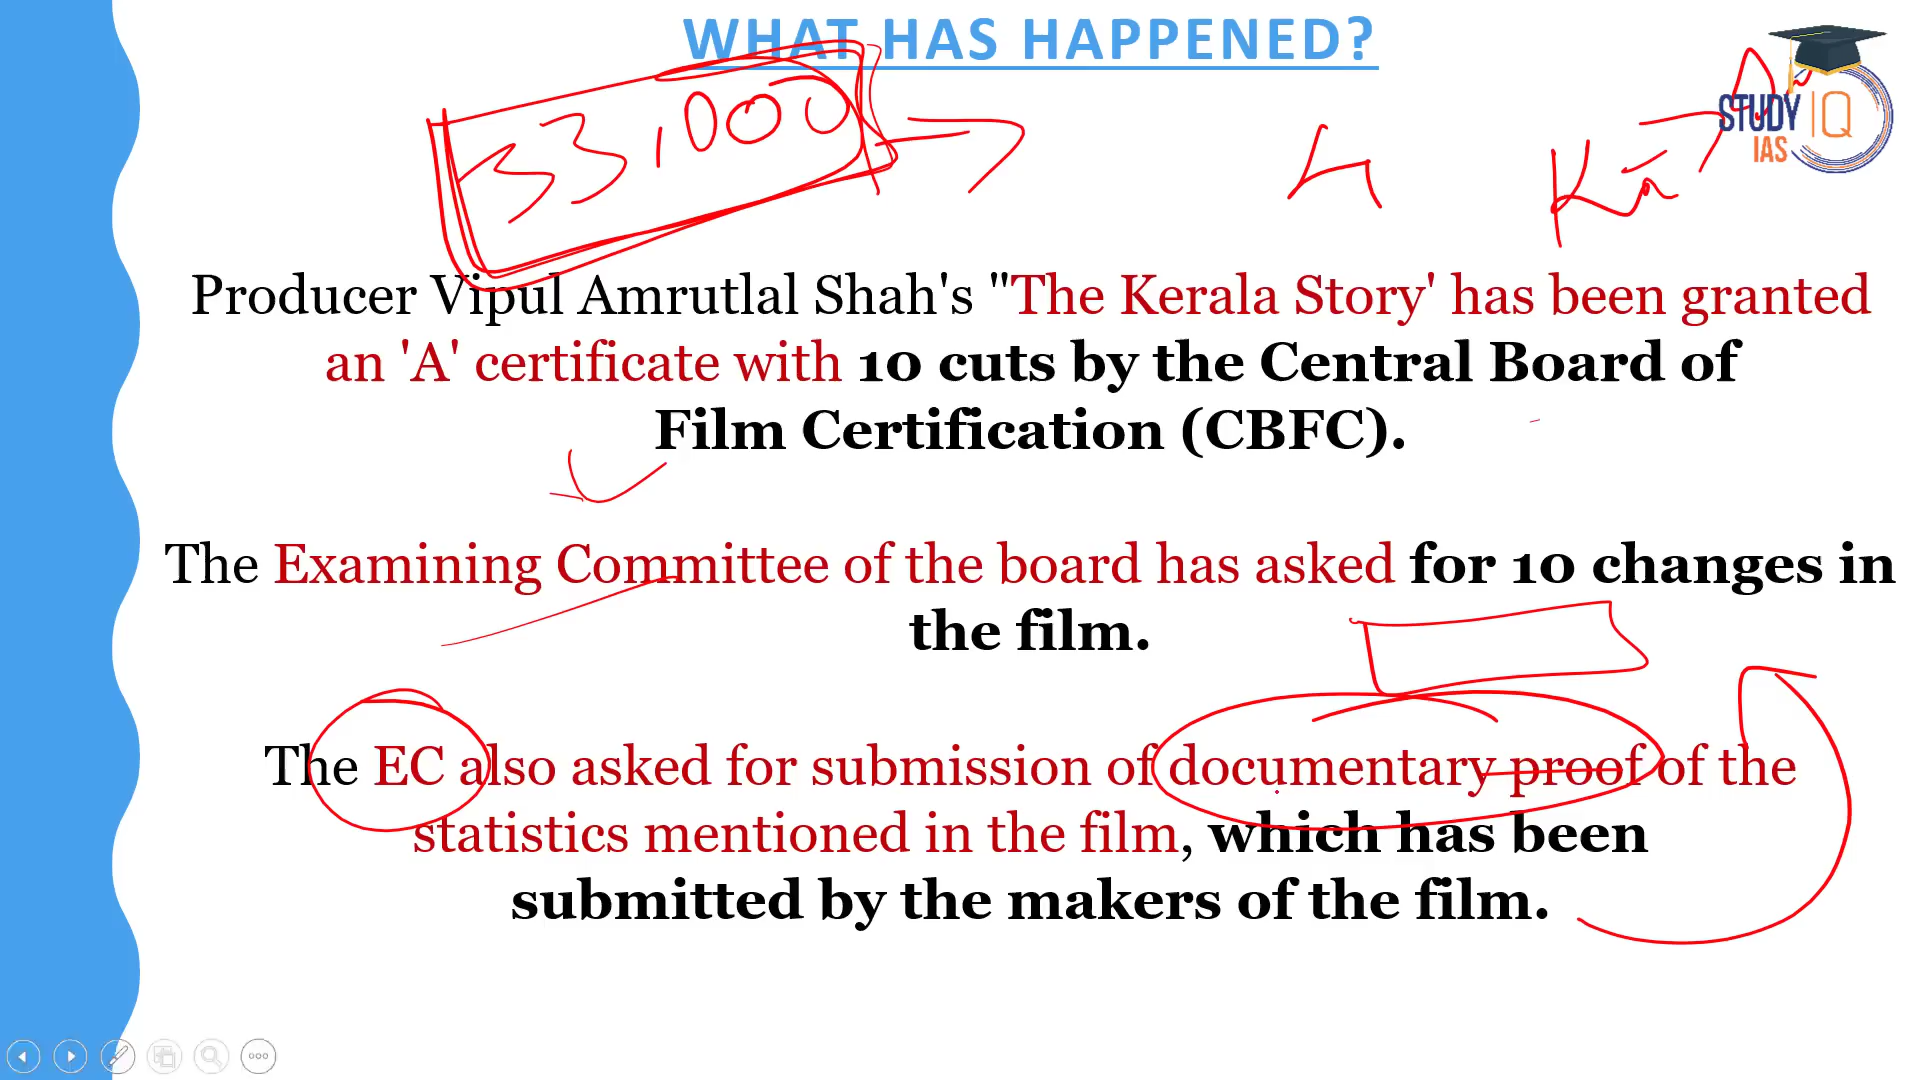 WHAT HAS HAPPENED?
33,000
STUDY IQ
IAS
Producer Vipul Amrutlal Shah's "The Kerala Story' has been granted
an 'A' certificate with 10 cuts by the Central Board of
Film Certification (CBFC).
The Examining Committee of the board has asked for 10 changes in
the film.
The EC also asked for submission of documentary proof of the
statistics mentioned in the film, which has been
submitted by the makers of the film.